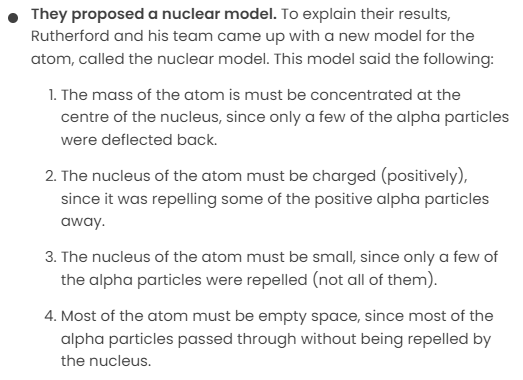 They proposed a nuclear model. To explain their results,
Rutherford and his team came up with a new model for the
atom, called the nuclear model. This model said the following:
1. The mass of the atom is must be concentrated at the
centre of the nucleus, since only a few of the alpha particles
were deflected back.
2. The nucleus of the atom must be charged (positively),
since it was repelling some of the positive alpha particles
away.
3. The nucleus of the atom must be small, since only a few of
the alpha particles were repelled (not all of them).
4. Most of the atom must be empty space, since most of the
alpha particles passed through without being repelled by
the nucleus.